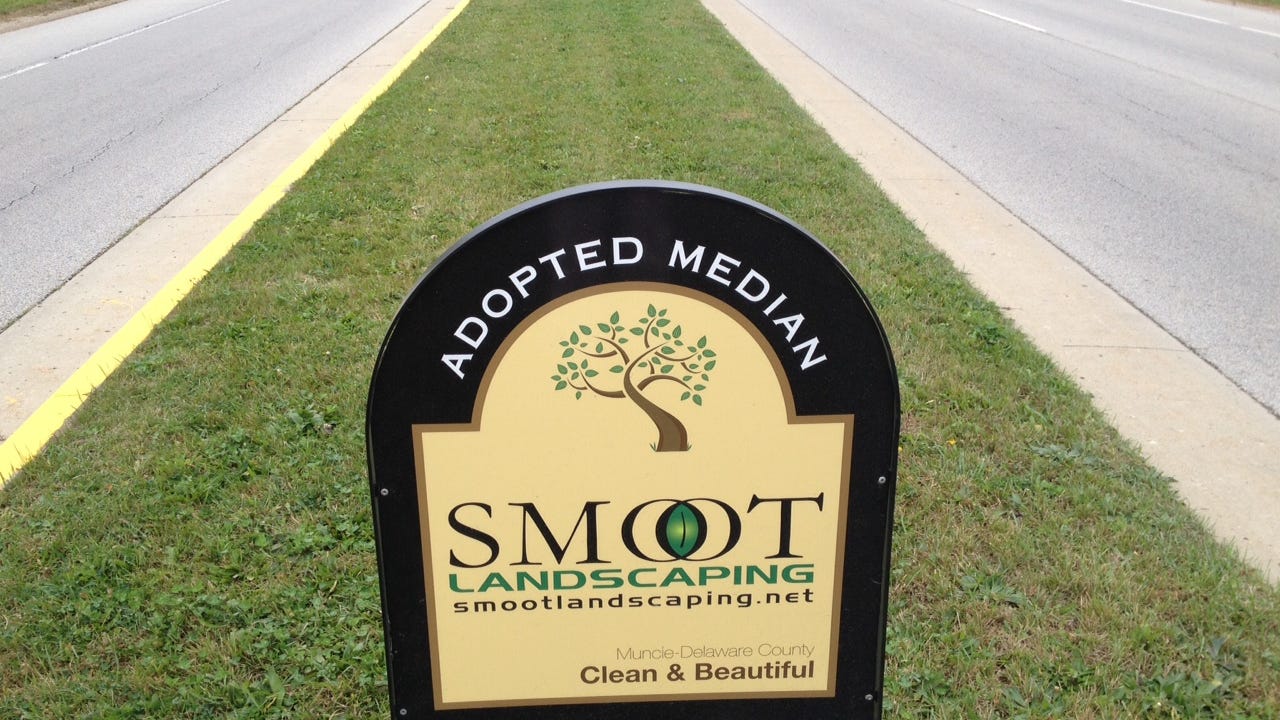 ADOPTED MEDIAN
SMOOT
LANDSCAPING
smootlandscaping.net
Muncie-Delaware County
Clean & Beautiful